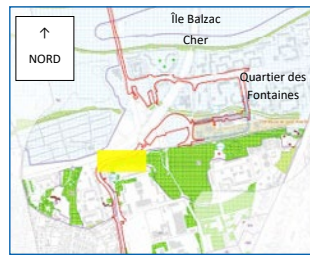 ↑
NORD
Île Balzac
Cher
Quartier des
Fontaines